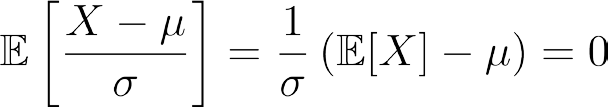 𝔼[(X − μ)/σ] = 1/σ (𝔼[X] − μ) = 0